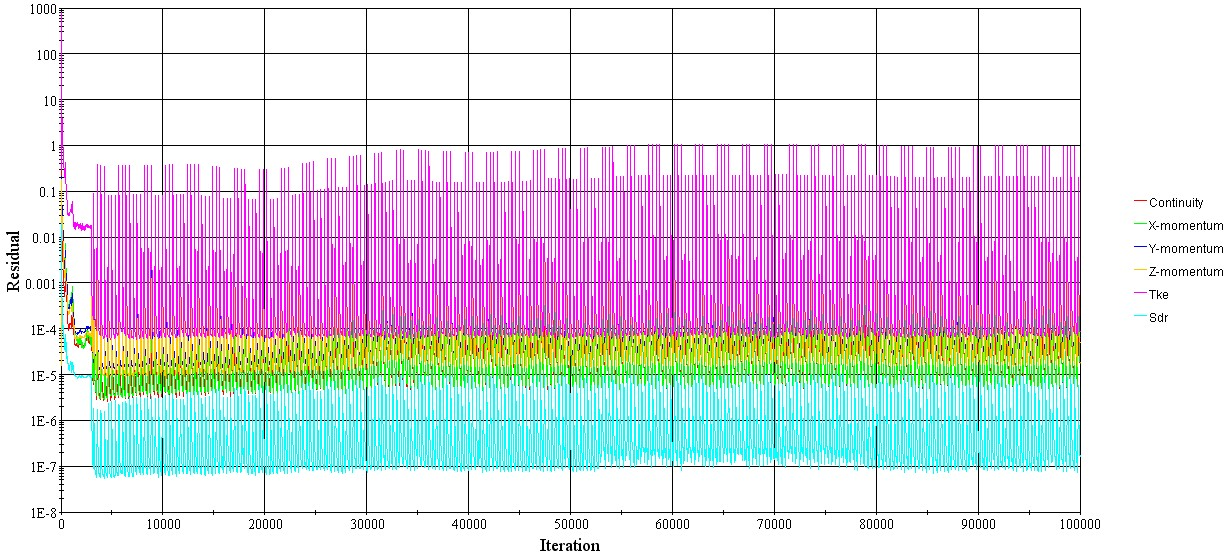 1000
100
10
1
0.1
0.01
0.001
1E-4
1E-5
1E-6
1E-7
1E-8
Residual
0 10000 20000 30000 40000 50000 60000 70000 80000 90000 100000
Iteration
Continuity
X-momentum
Y-momentum
Z-momentum
Tke
Sdr